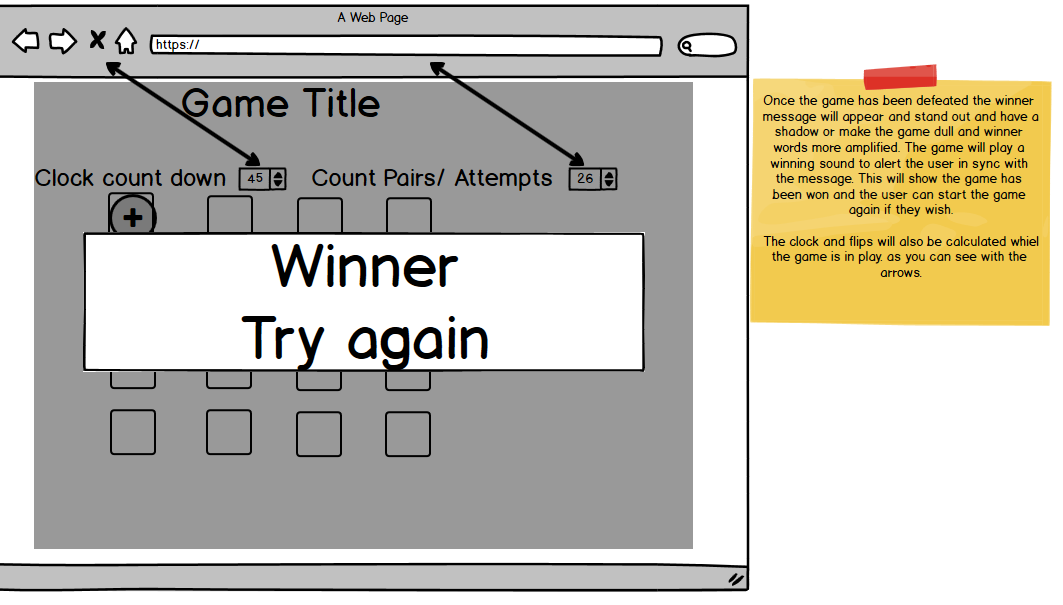 A Web Page
https://
Game Title
Clock count down 45 Count Pairs/ Attempts 26
+
Winner
Try again
Once the game has been defeated the winner
message will appear and stand out and have a
shadow or make the game dull and winner
words more amplified. The game will play a
winning sound to alert the user in sync with
the message. This will show the game has
been won and the user can start the game
again if they wish.
The clock and flips will also be calculated whiel
the game is in play. as you can see with the
arrows.